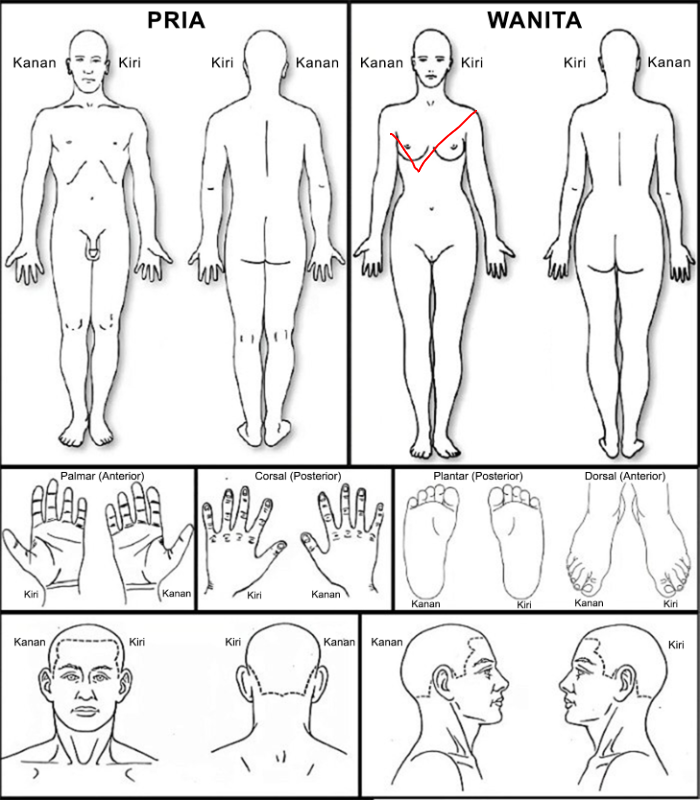 PRIA
WANITA
Kanan
Kiri
Kiri
Kanan
Kanan
Kiri
Kiri
Kanan
Palmar (Anterior)
Kiri
Kanan
Corsal (Posterior)
Kiri
Kanan
Plantar (Posterior)
Kanan
Kiri
Dorsal (Anterior)
Kanan
Kiri
Kanan
Kiri
Kiri
Kanan
Kanan
Kiri